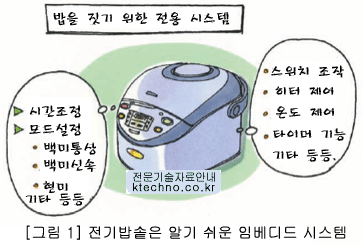 밥을 짓기 위한 전용 시스템
▶ 시간조정
▶ 모드설정
• 백미통상
• 백미신속
• 현미
기타 등등
• 스위치 조작
• 히터 제어
• 온도 제어
• 타이머 기능
기타 등등.
전문기술자료안내
ktechno.co.kr
[그림 1] 전기밥솥은 알기 쉬운 임베디드 시스템